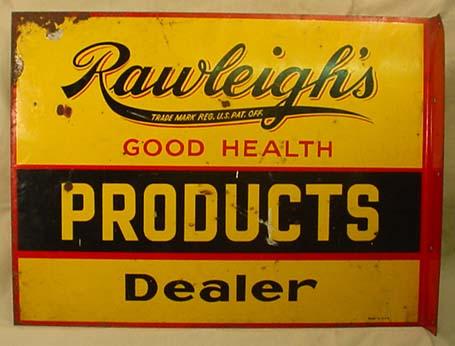 Rawleigh's
TRADE MARK REG. U.S. PAT. OFF.
GOOD HEALTH
PRODUCTS
Dealer